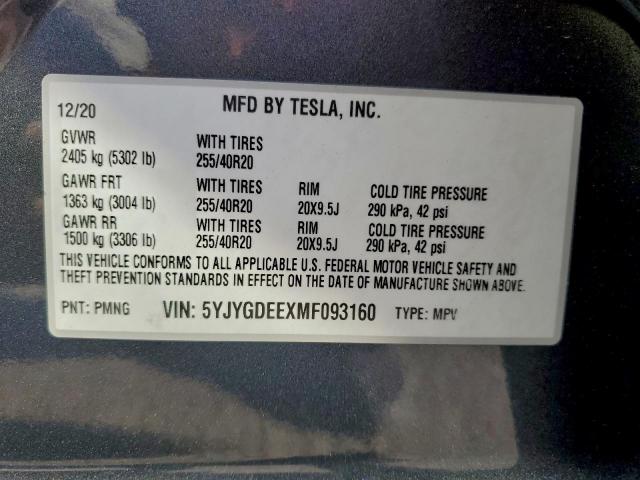 12/20 MFD BY TESLA, INC.
GVWR WITH TIRES
2405 kg (5302 lb) 255/40R20
GAWR FRT WITH TIRES RIM COLD TIRE PRESSURE
1363 kg (3004 lb) 255/40R20 20X9.5J 290 kPa, 42 psi
GAWR RR WITH TIRES RIM COLD TIRE PRESSURE
1500 kg (3306 lb) 255/40R20 20X9.5J 290 kPa, 42 psi
THIS VEHICLE CONFORMS TO ALL APPLICABLE U.S. FEDERAL MOTOR VEHICLE SAFETY AND
THEFT PREVENTION STANDARDS IN EFFECT ON THE DATE OF MANUFACTURE SHOWN ABOVE.
PNT: PMNG VIN: 5YJYGDEEXMF093160 TYPE: MPV